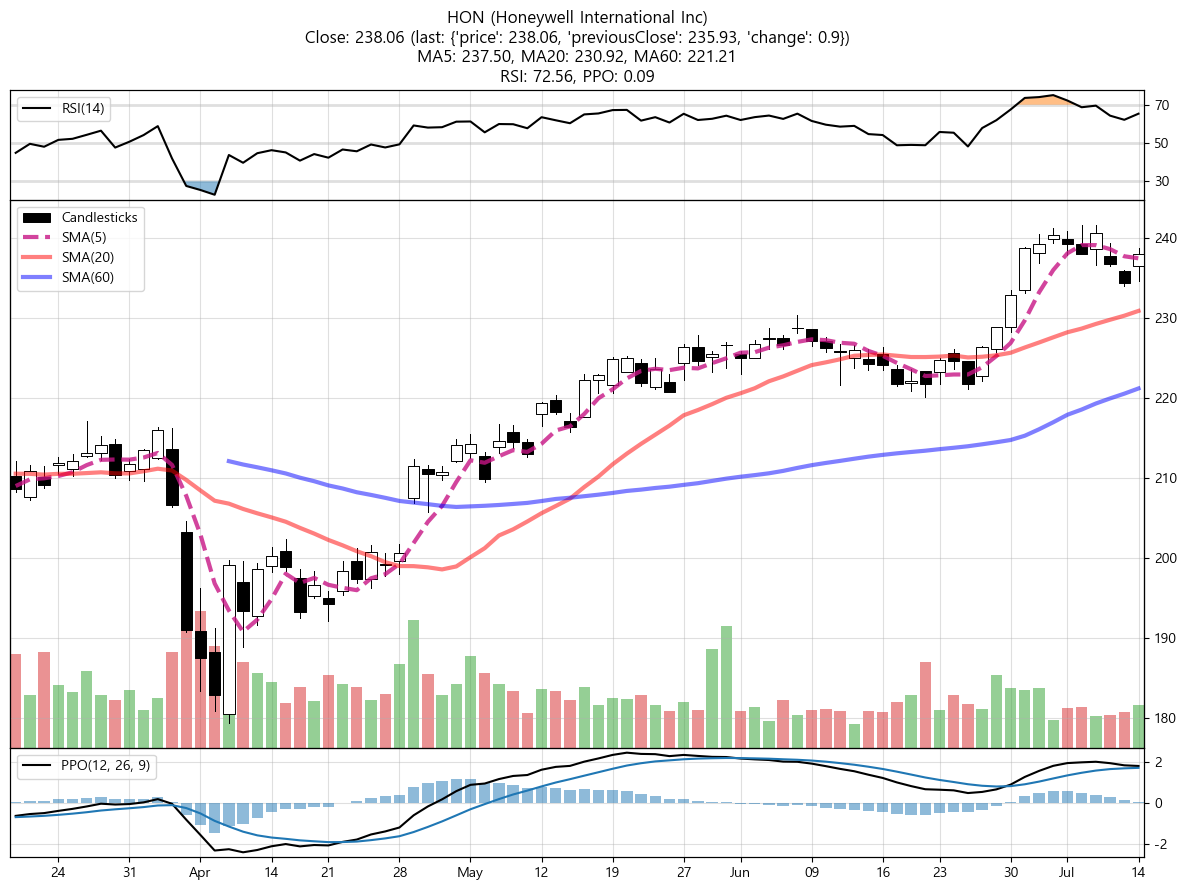 HON (Honeywell International Inc)
Close: 238.06 (last: {'price': 238.06, 'previousClose': 235.93, 'change': 0.9})
MA5: 237.50, MA20: 230.92, MA60: 221.21
RSI: 72.56, PPO: 0.09
RSI(14)
70
50
30
Candlesticks
SMA(5)
SMA(20)
SMA(60)
240
230
220
210
200
190
180
PPO(12, 26, 9)
2
0
-2
24 31 Apr 14 21 28 May 12 19 27 Jun 09 16 23 30 Jul 14